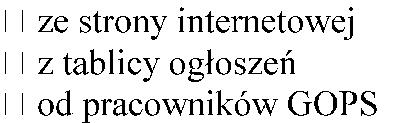 ▯▯ ze strony internetowej
▯▯ z tablicy ogłoszeń
▯▯ od pracowników GOPS